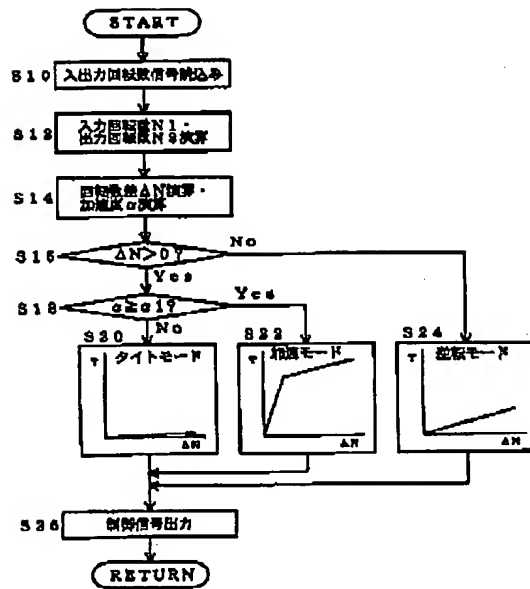 START
S10
入出力回転数信号読込み
S12
入力回転数N1・
出力回転数N2演算
S14
回転数差ΔN演算・
加速度α演算
S16
ΔN>0?
No
Yes
S18
α≧α1?
Yes
No
S20
タイトモード
T
ΔN
S22
加速モード
T
ΔN
S24
逆転モード
T
ΔN
S26
制御信号出力
RETURN